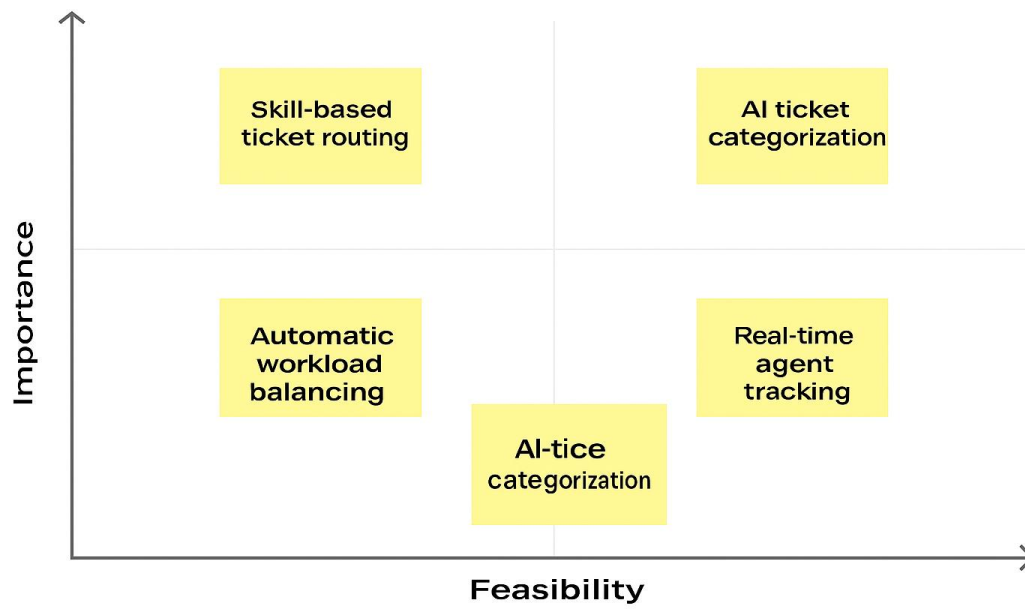 Skill-based
ticket routing
AI ticket
categorization
Importance
Automatic
workload
balancing
Real-time
agent
tracking
AI-tice
categorization
Feasibility